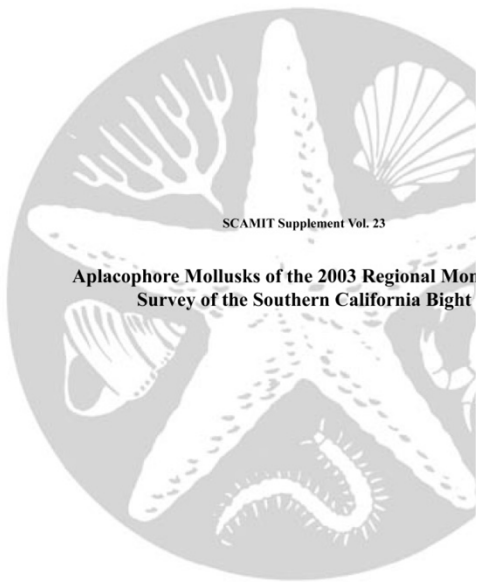 SCAMIT Supplement Vol. 23
Aplacophore Mollusks of the 2003 Regional Mon
Survey of the Southern California Bight